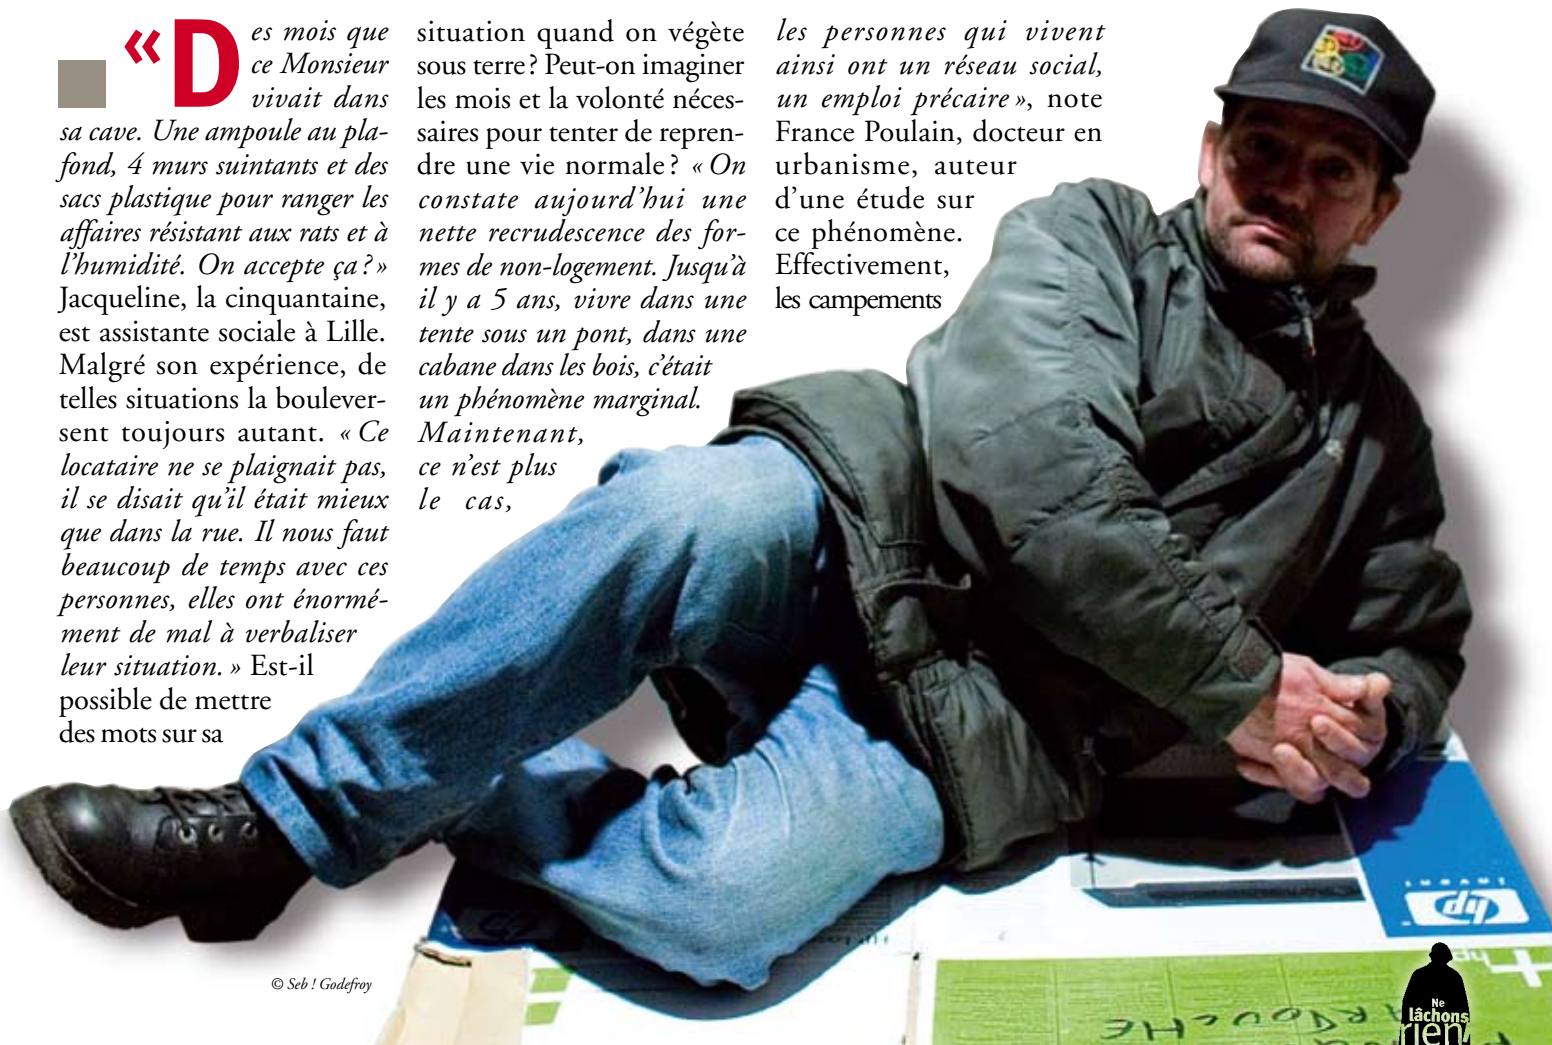 «Des mois que
ce Monsieur
vivait dans
sa cave. Une ampoule au pla-
fond, 4 murs suintants et des
sacs plastique pour ranger les
affaires résistant aux rats et à
l'humidité. On accepte ça?»
Jacqueline, la cinquantaine,
est assistante sociale à Lille.
Malgré son expérience, de
telles situations la boulever-
sent toujours autant. « Ce
locataire ne se plaignait pas,
il se disait qu'il était mieux
que dans la rue. Il nous faut
beaucoup de temps avec ces
personnes, elles ont énormé-
ment de mal à verbaliser
leur situation. » Est-il
possible de mettre
des mots sur sa
situation quand on végète
sous terre? Peut-on imaginer
les mois et la volonté néces-
saires pour tenter de repren-
dre une vie normale? « On
constate aujourd'hui une
nette recrudescence des for-
mes de non-logement. Jusqu'à
il y a 5 ans, vivre dans une
tente sous un pont, dans une
cabane dans les bois, c'était
un phénomène marginal.
Maintenant,
ce n'est plus
le cas,
les personnes qui vivent
ainsi ont un réseau social,
un emploi précaire», note
France Poulain, docteur en
urbanisme, auteur
d'une étude sur
ce phénomène.
Effectivement,
les campements
© Seb ! Godefroy
invent
hp
hp
Ne
lâchons
rien